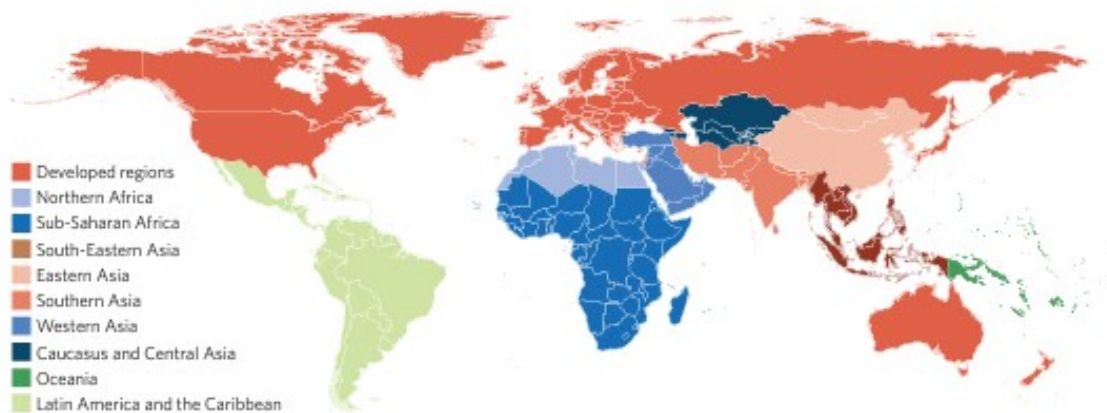 Developed regions
Northern Africa
Sub-Saharan Africa
South-Eastern Asia
Eastern Asia
Southern Asia
Western Asia
Caucasus and Central Asia
Oceania
Latin America and the Caribbean